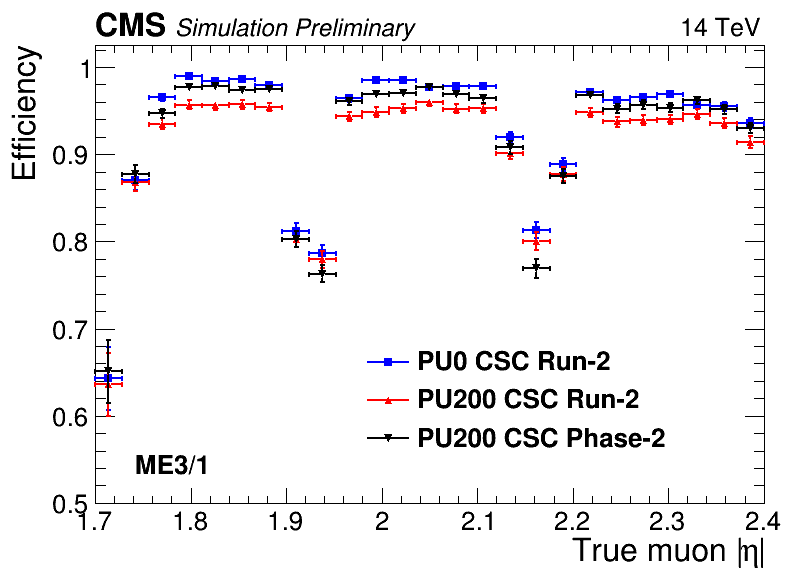 CMS Simulation Preliminary 14 TeV
Efficiency
1
0.9
0.8
0.7
0.6
0.5
PU0 CSC Run-2
PU200 CSC Run-2
PU200 CSC Phase-2
ME3/1
1.7 1.8 1.9 2 2.1 2.2 2.3 2.4
True muon |η|